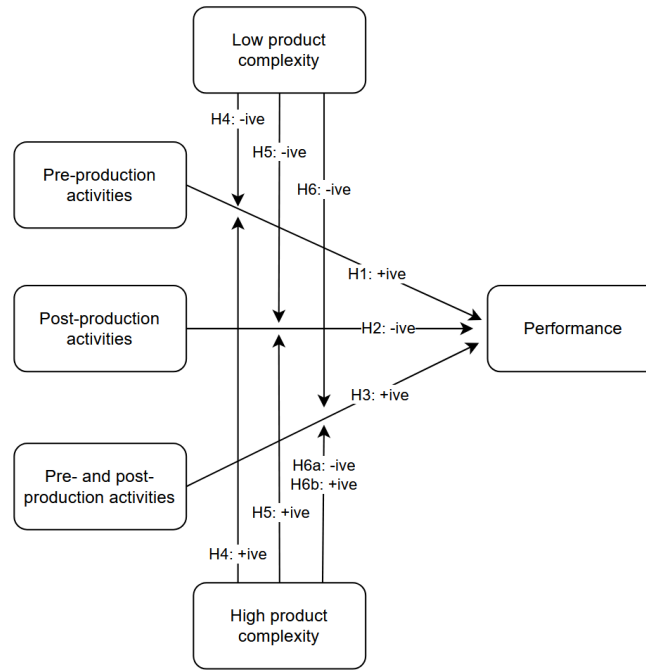 Low product
complexity
H4: -ive
H5: -ive
H6: -ive
Pre-production
activities
H1: +ive
Post-production
activities
H2: -ive
Performance
H3: +ive
Pre- and post-
production activities
H6a: -ive
H6b: +ive
H5: +ive
H4: +ive
High product
complexity